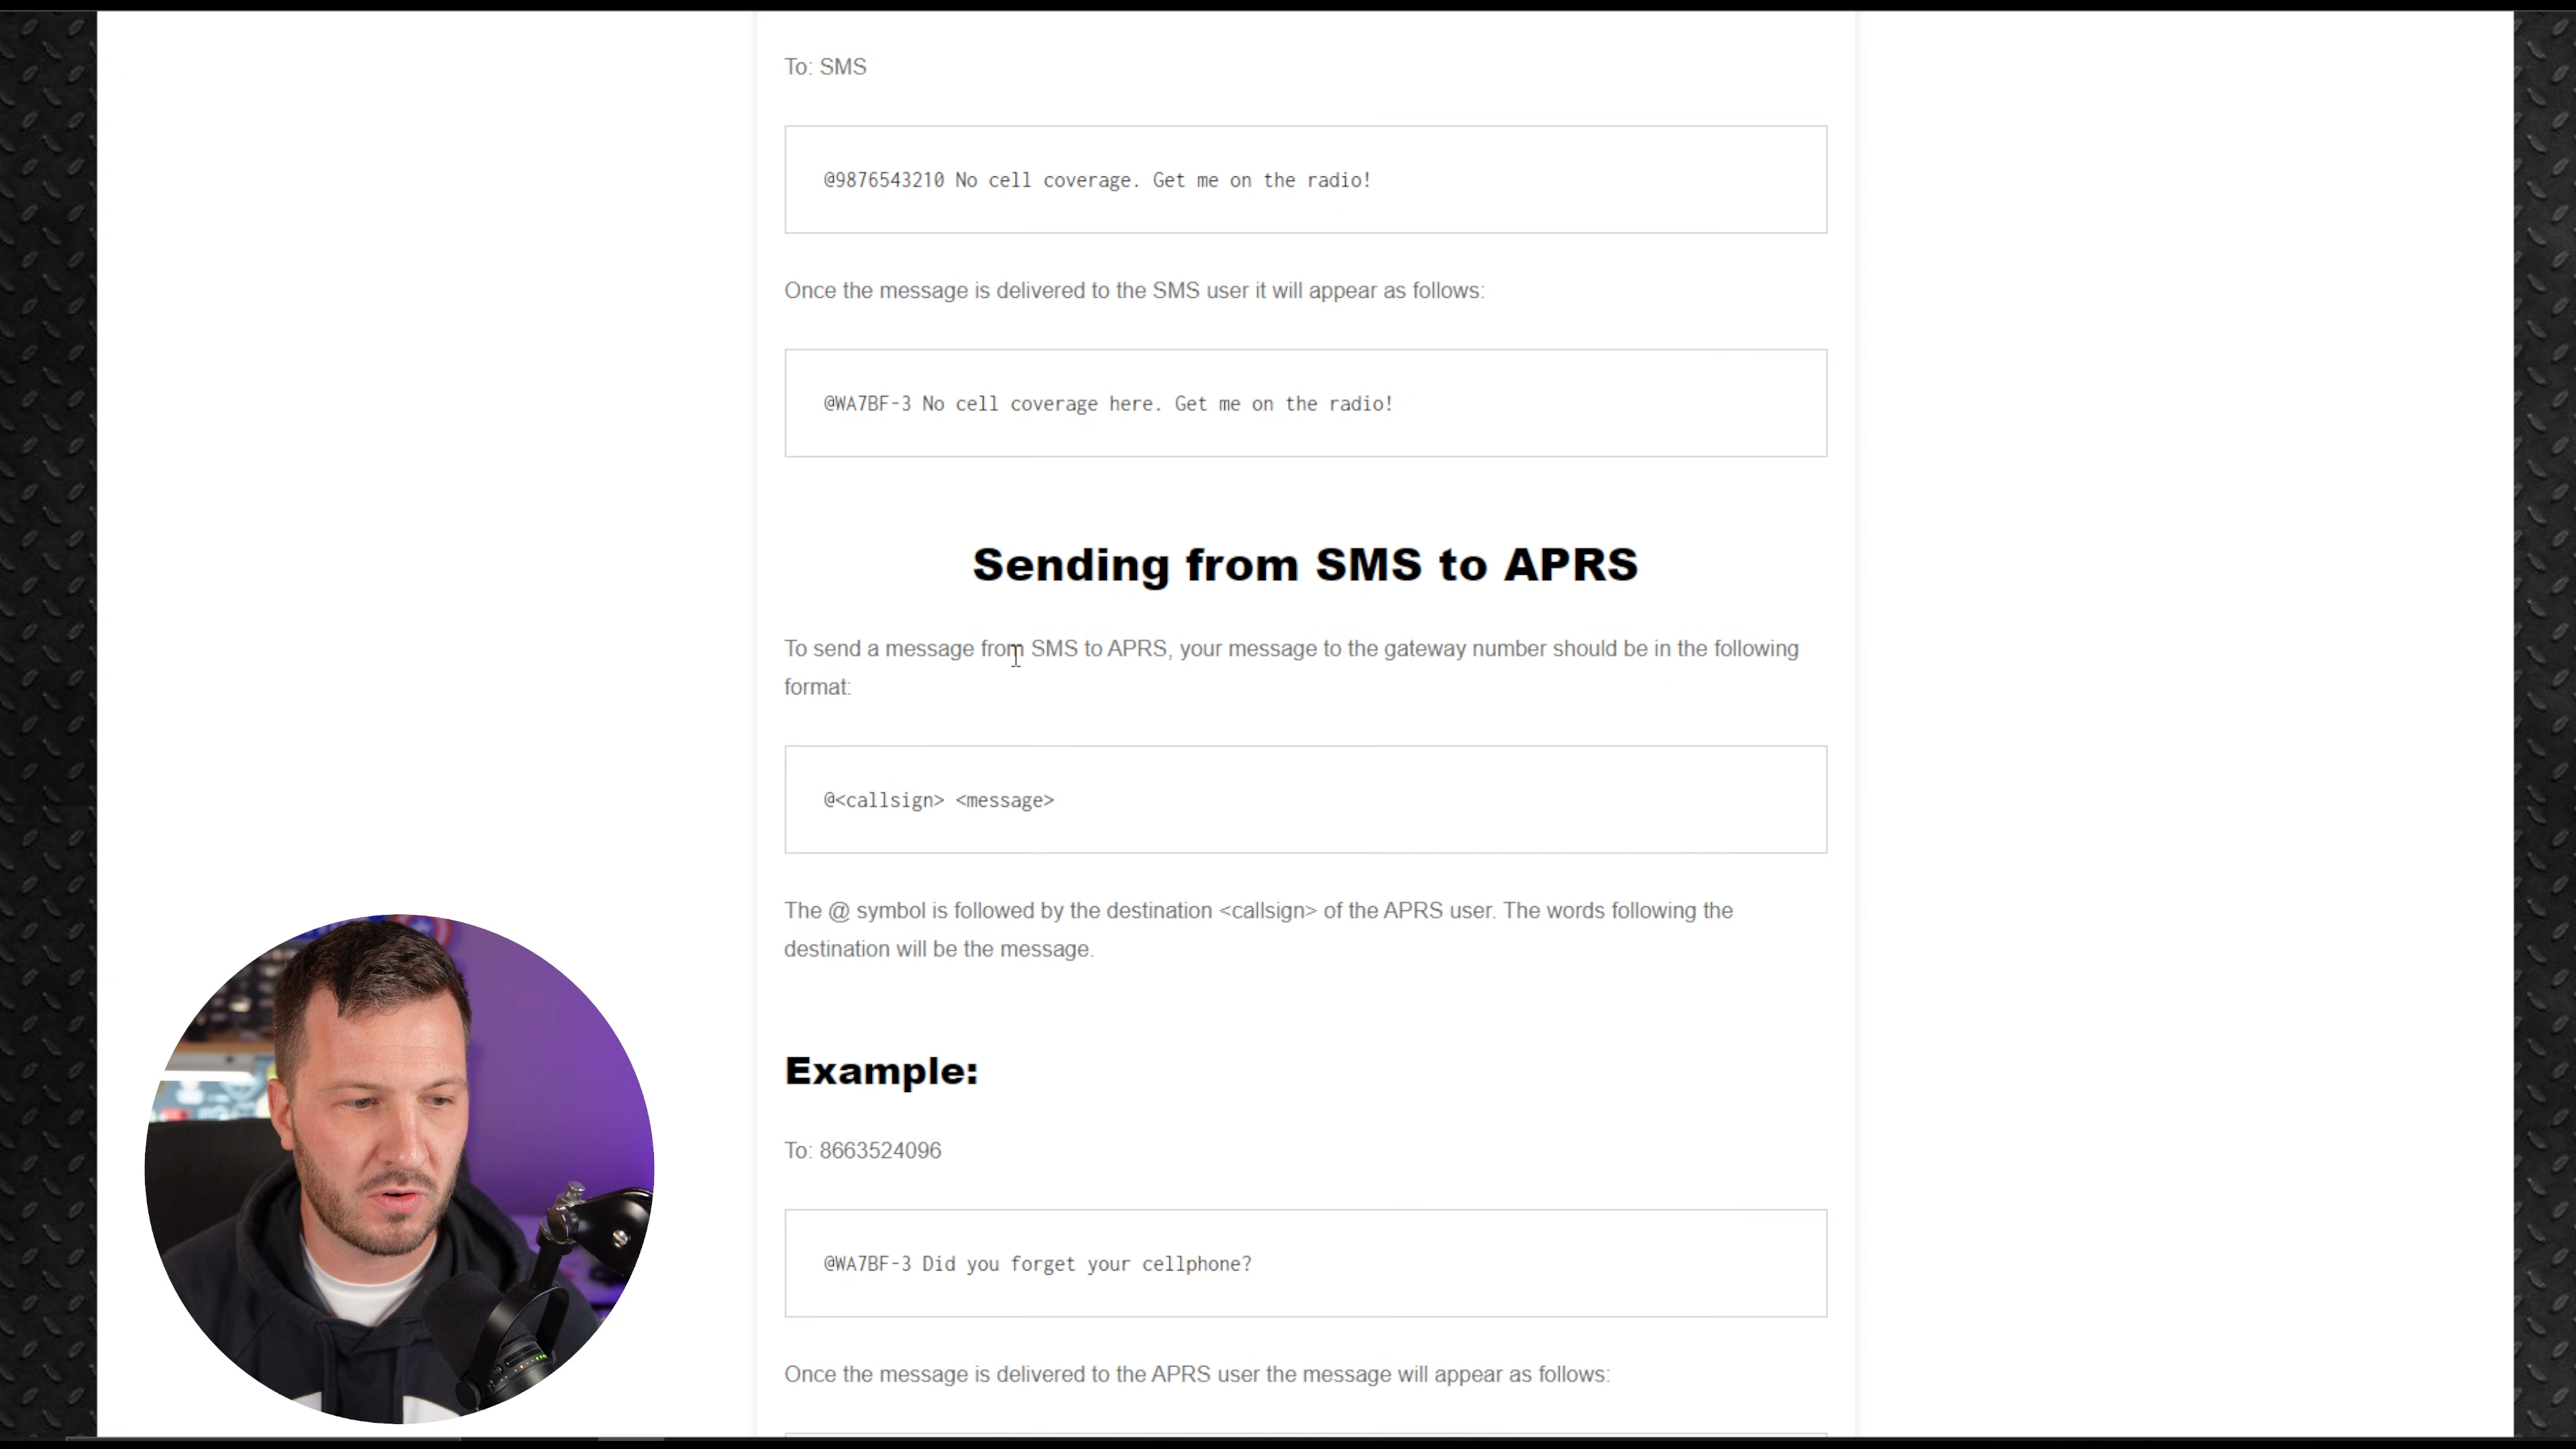 To: SMS
@9876543210 No cell coverage. Get me on the radio!
Once the message is delivered to the SMS user it will appear as follows:
@WA7BF-3 No cell coverage here. Get me on the radio!
Sending from SMS to APRS
To send a message from SMS to APRS, your message to the gateway number should be in the following
format:
@<callsign> <message>
The @ symbol is followed by the destination <callsign> of the APRS user. The words following the
destination will be the message.
Example:
To: 8663524096
@WA7BF-3 Did you forget your cellphone?
Once the message is delivered to the APRS user the message will appear as follows: